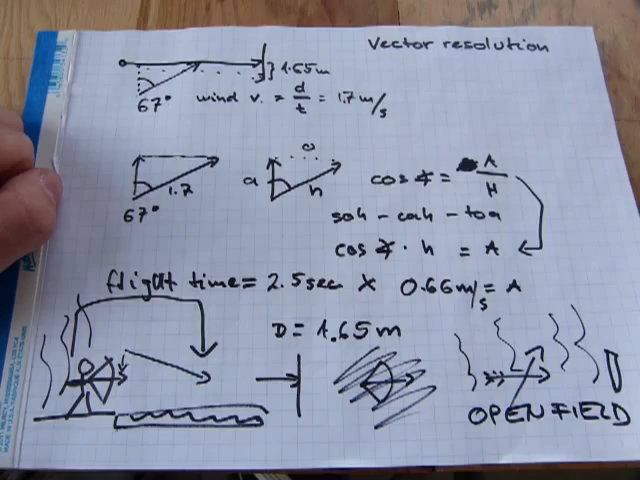 Vector resolution
} 1.65 m
67° wind v. = d/t = 1.7 m/s
o
a h
1.7
67°
cos ∡ = A/H
soh - cah - toa
cos ∡ · h = A
flight time = 2.5 sec × 0.66 m/s = A
D = 1.65 m
OPEN FIELD